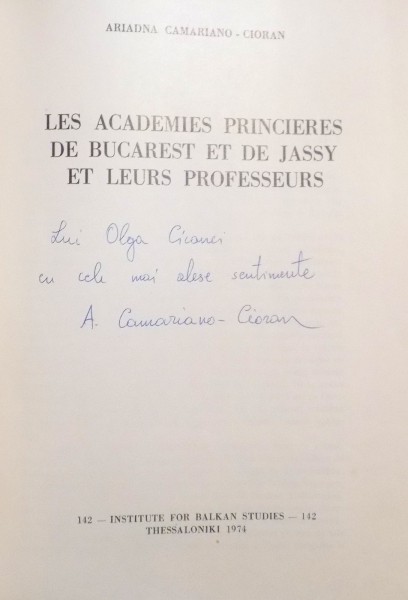 ARIADNA CAMARIANO - CIORAN
LES ACADEMIES PRINCIERES
DE BUCAREST ET DE JASSY
ET LEURS PROFESSEURS
Lui Olga Cicanci
cu cele mai alese sentimente
A. Camariano-Cioran
142 — INSTITUTE FOR BALKAN STUDIES — 142
THESSALONIKI 1974